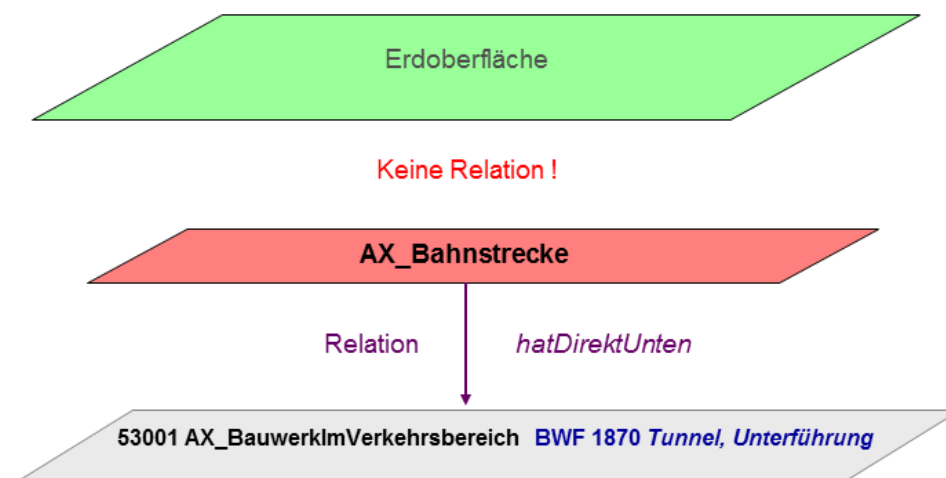 Erdoberfläche
Keine Relation !
AX_Bahnstrecke
Relation hatDirektUnten
53001 AX_BauwerkImVerkehrsbereich BWF 1870 Tunnel, Unterführung